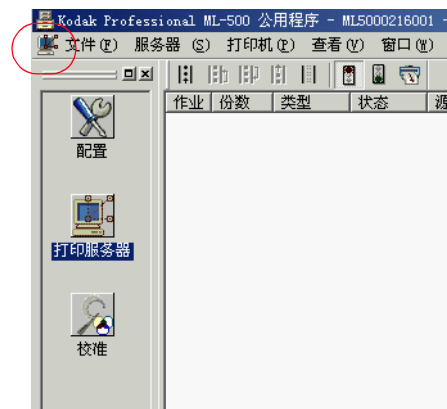 Kodak Professional ML-500 公用程序 - ML5000216001 -
文件(F) 服务器 (S) 打印机(P) 查看(V) 窗口(W)
作业 份数 类型 状态 源
配置
打印服务器
校准